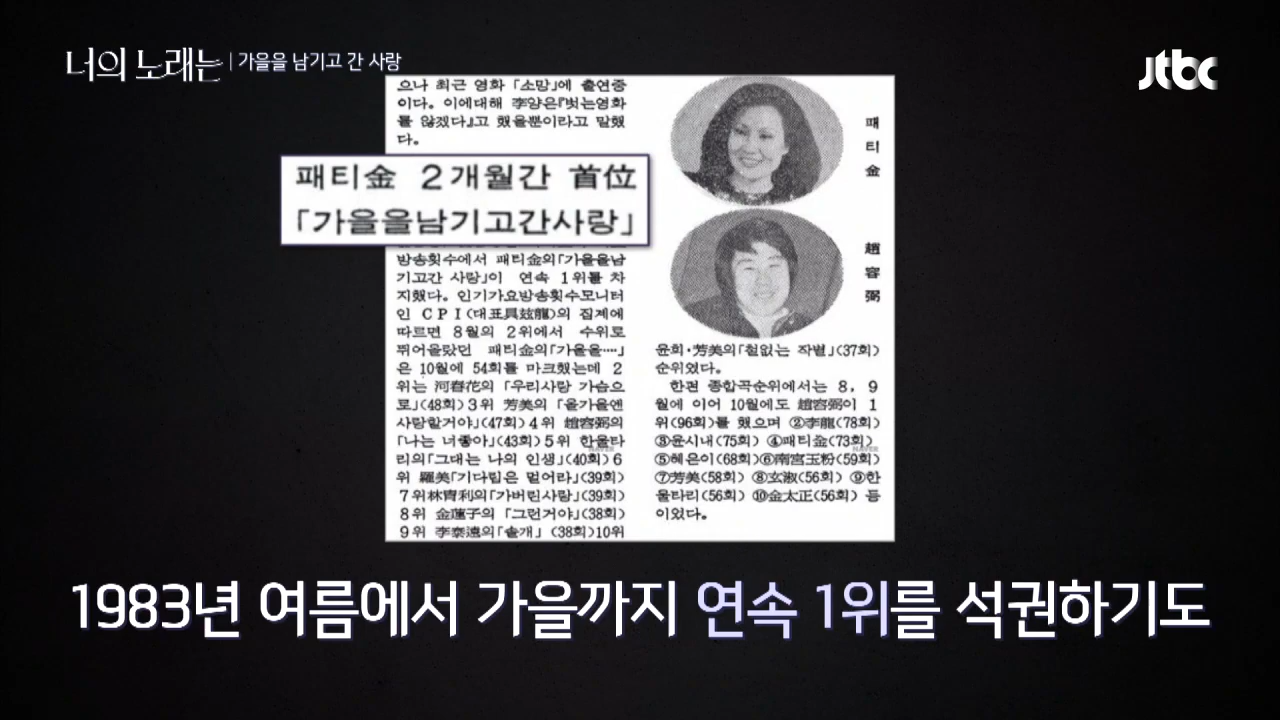 너의 노래는 | 가을을 남기고 간 사랑
jtbc
으나 최근 영화 「소망」에 출연중
이다. 이에대해 李양은『벗는영화
를 않겠다』고 했을뿐이라고 말했
다.
패티金 2개월간 首位
「가을을남기고간사랑」
방송횟수에서 패티金의「가을을남
기고간 사랑」이 연속 1위를 차
지했다. 인기가요방송횟수모니터
인 CPI(대표具玆龍)의 집계에
따르면 8월의 2위에서 수위로
뛰어올랐던 패티金의「가을을····」
은 10월에 54회를 마크했는데 2
위는 河春花의 「우리사랑 가슴으
로」(48회) 3위 芳美의 「올가을엔
사랑할거야」(47회) 4위 趙容弼의
「나는 너좋아」(43회) 5위 한울타
리의「그대는 나의 인생」(40회) 6
위 羅美「기다림은 멀어라」(39회)
7위林青利의「가버린사랑」(39회)
8위 金蓮子의 「그런거야」(38회)
9위 李泰遠의「솔개」(38회)10위
패티金
趙容弼
윤희·芳美의「철없는 작별」(37회)
순위였다.
한편 종합곡순위에서는 8, 9
월에 이어 10월에도 趙容弼이 1
위(96회)를 했으며 ②李龍(78회)
③윤시내(75회) ④패티金(73회)
⑤혜은이(68회)⑥南宮玉粉(59회)
⑦芳美(58회) ⑧玄淑(56회) ⑨한
울타리(56회) ⑩金太正(56회) 등
이었다.
NAVER
NAVER
1983년 여름에서 가을까지 연속 1위를 석권하기도